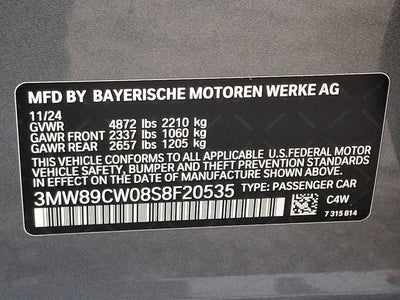 MFD BY BAYERISCHE MOTOREN WERKE AG
11/24
GVWR 4872 lbs 2210 kg
GAWR FRONT 2337 lbs 1060 kg
GAWR REAR 2657 lbs 1205 kg
THIS VEHICLE CONFORMS TO ALL APPLICABLE U.S. FEDERAL MOTOR
VEHICLE SAFETY, BUMPER, AND THEFT PREVENTION STANDARDS
IN EFFECT ON THE DATE OF MANUFACTURE SHOWN ABOVE.
3MW89CW08S8F20535 TYPE: PASSENGER CAR
C4W
7 315 814